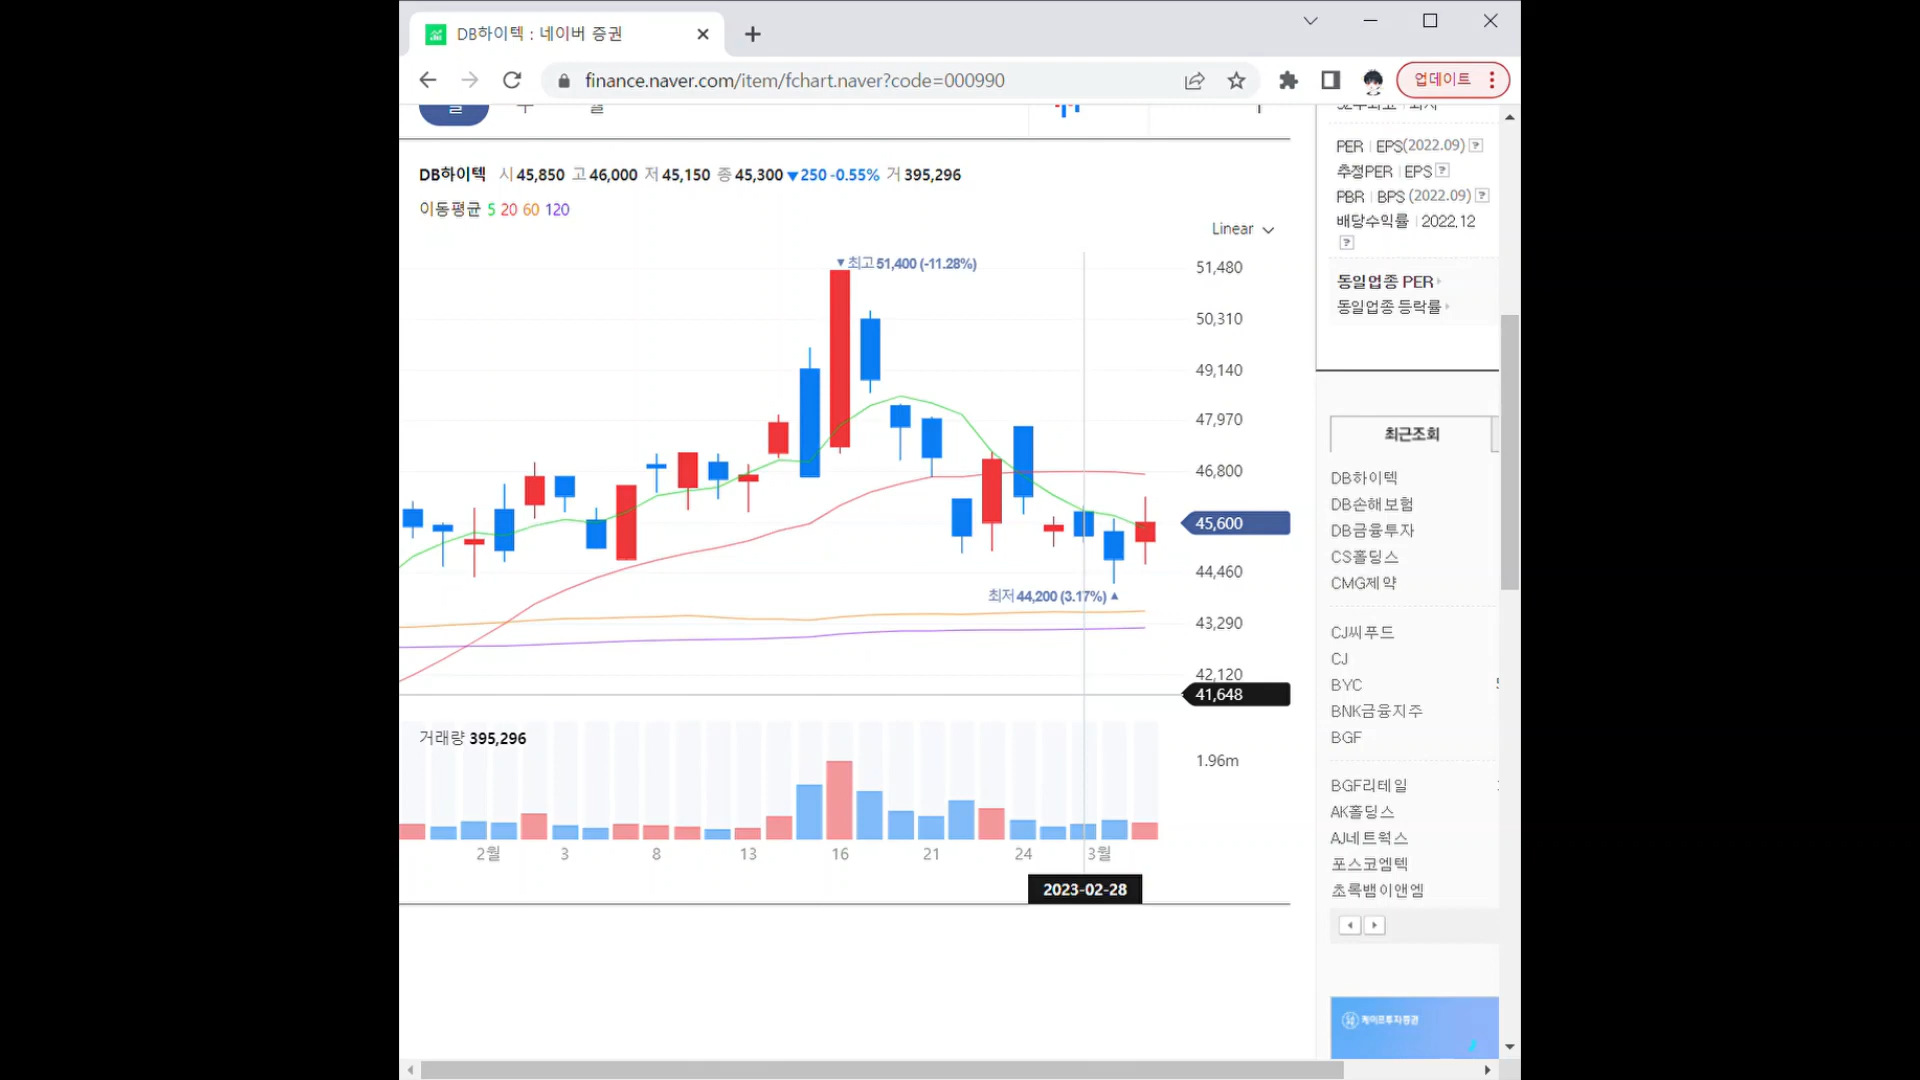 DB하이텍 : 네이버 증권
finance.naver.com/item/fchart.naver?code=000990
업데이트
DB하이텍 시 45,850 고 46,000 저 45,150 종 45,300 ▼250 -0.55% 거 395,296
이동평균 5 20 60 120
Linear
▼최고 51,400 (-11.28%)
51,480
50,310
49,140
47,970
46,800
45,600
44,460
최저 44,200 (3.17%) ▲
43,290
42,120
41,648
거래량 395,296
1.96m
2월 3 8 13 16 21 24 3월
2023-02-28
PER | EPS(2022.09) ?
추정PER | EPS ?
PBR | BPS (2022.09) ?
배당수익률 | 2022.12
?
동일업종 PER
동일업종 등락률
최근조회
DB하이텍
DB손해보험
DB금융투자
CS홀딩스
CMG제약
CJ씨푸드
CJ
BYC
BNK금융지주
BGF
BGF리테일
AK홀딩스
AJ네트웍스
포스코엠텍
초록뱀이앤엠
케이프투자증권